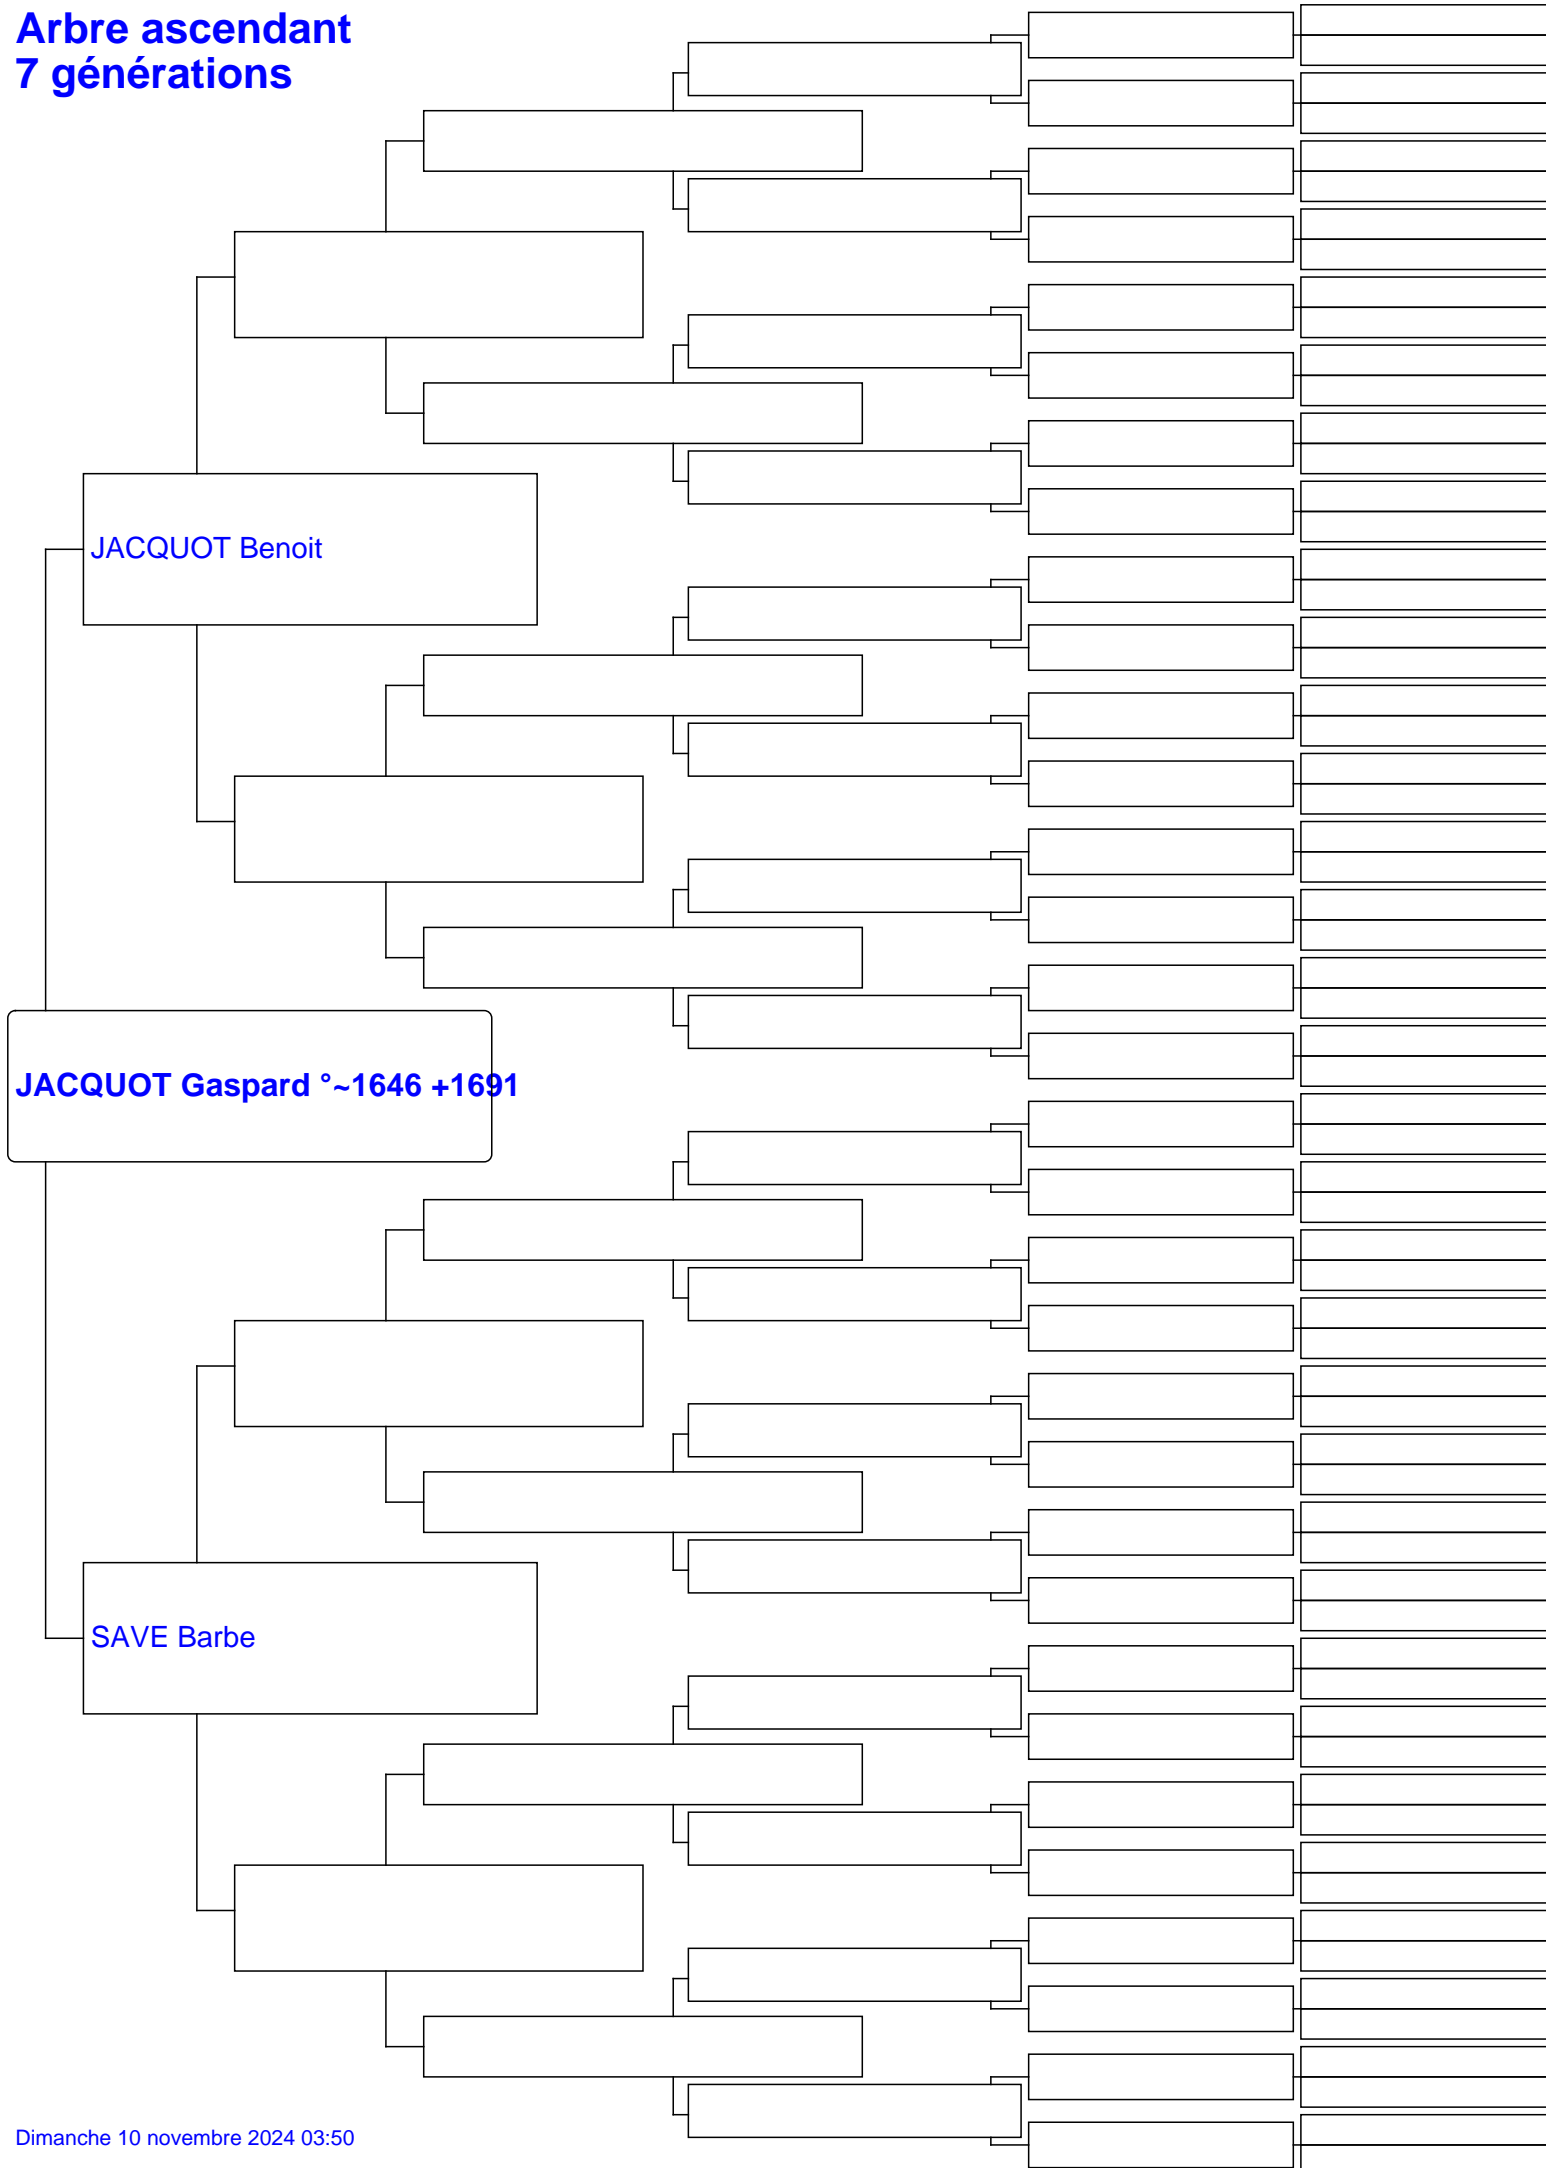 Arbre ascendant
7 générations
JACQUOT Benoit
JACQUOT Gaspard °~1646 +1691
SAVE Barbe
Dimanche 10 novembre 2024 03:50